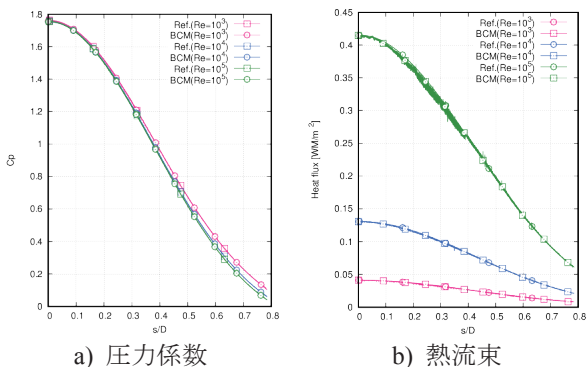 a
Ref.(Re=10³)
BCM(Re=10³)
Ref.(Re=10⁴)
BCM(Re=10⁴)
Ref.(Re=10⁵)
BCM(Re=10⁵)
1.8
1.6
1.4
1.2
1
0.8
0.6
0.4
0.2
0
Cp
0 0.1 0.2 0.3 0.4 0.5 0.6 0.7 0.8
s/D
a) 圧力係数
b
Ref.(Re=10³)
BCM(Re=10³)
Ref.(Re=10⁴)
BCM(Re=10⁴)
Ref.(Re=10⁵)
BCM(Re=10⁵)
0.45
0.4
0.35
0.3
0.25
0.2
0.15
0.1
0.05
0
Heat flux [WM/m²]
0 0.1 0.2 0.3 0.4 0.5 0.6 0.7 0.8
s/D
b) 熱流束